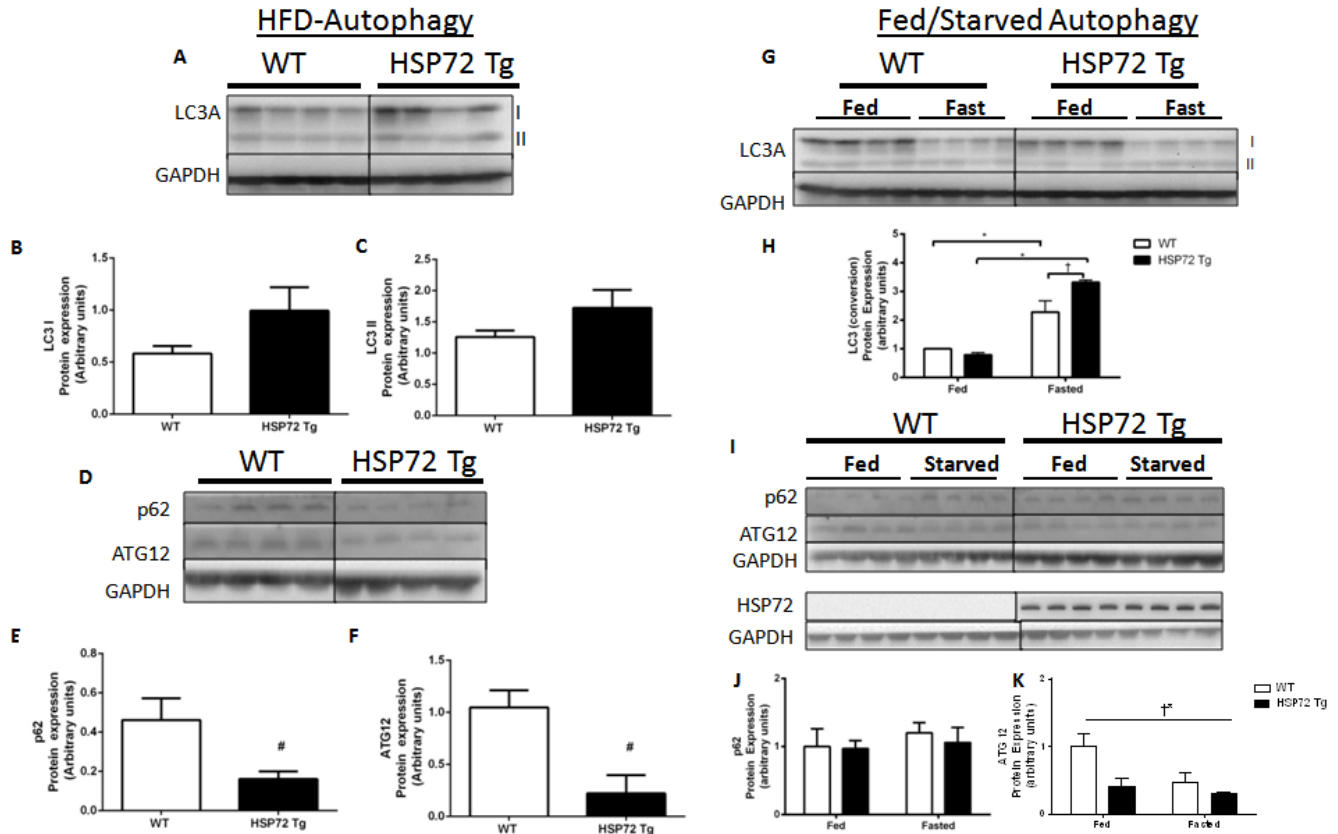 HFD-Autophagy
A
WT
HSP72 Tg
LC3A
I
II
GAPDH
B
LC3 I
Protein expression
(Arbitrary units)
1.5
1.0
0.5
0.0
WT
HSP72 Tg
C
LC3 II
Protein expression
(Arbitrary units)
2.5
2.0
1.5
1.0
0.5
0.0
WT
HSP72 Tg
D
WT
HSP72 Tg
p62
ATG12
GAPDH
E
p62
Protein expression
(Arbitrary units)
0.8
0.6
0.4
0.2
0.0
#
WT
HSP72 Tg
F
ATG12
Protein expression
(Arbitrary units)
1.5
1.0
0.5
0.0
#
WT
HSP72 Tg
Fed/Starved Autophagy
G
WT
HSP72 Tg
Fed
Fast
Fed
Fast
LC3A
I
II
GAPDH
H
LC3 (conversion)
Protein Expression
(arbitrary units)
5
4
3
2
1
0
*
*
†
WT
HSP72 Tg
Fed
Fasted
I
WT
HSP72 Tg
Fed
Starved
Fed
Starved
p62
ATG12
GAPDH
HSP72
GAPDH
J
p62
Protein Expression
(arbitrary units)
2
1
0
Fed
Fasted
K
ATG 12
Protein Expression
(arbitrary units)
2
1
0
†*
WT
HSP72 Tg
Fed
Fasted